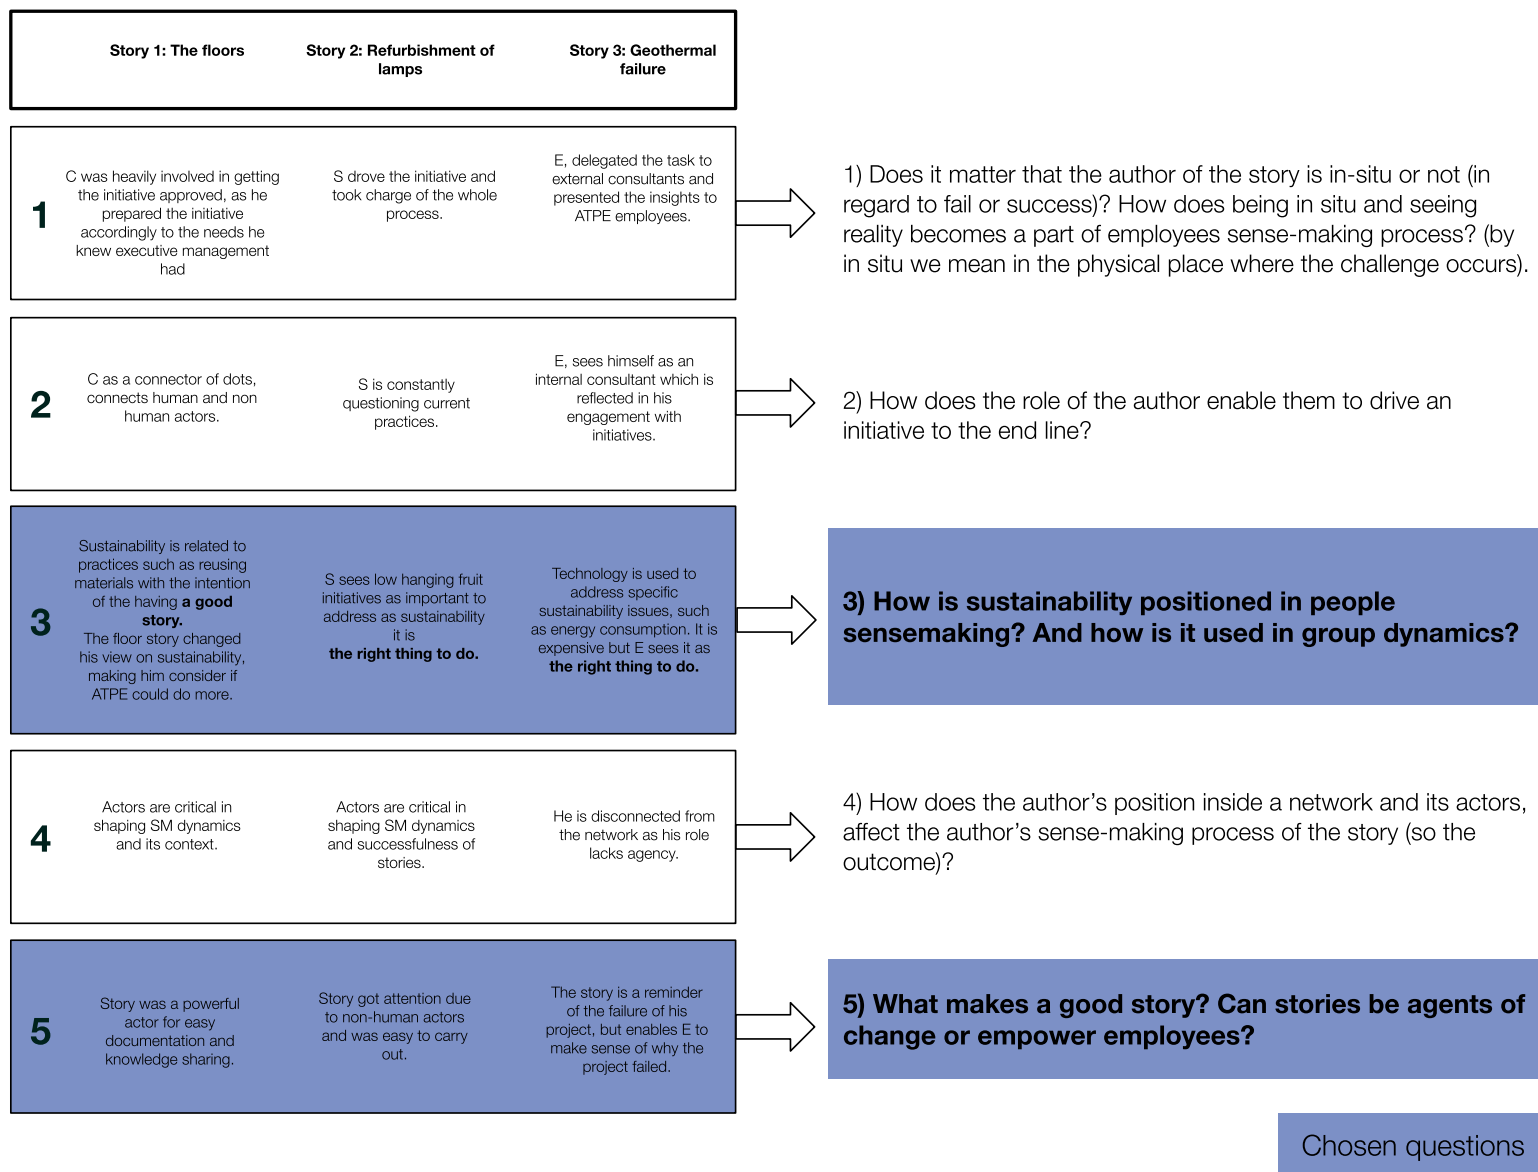 Story 1: The floors
Story 2: Refurbishment of
lamps
Story 3: Geothermal
failure
1
C was heavily involved in getting
the initiative approved, as he
prepared the initiative
accordingly to the needs he
knew executive management
had
S drove the initiative and
took charge of the whole
process.
E, delegated the task to
external consultants and
presented the insights to
ATPE employees.
1) Does it matter that the author of the story is in-situ or not (in
regard to fail or success)? How does being in situ and seeing
reality becomes a part of employees sense-making process? (by
in situ we mean in the physical place where the challenge occurs).
2
C as a connector of dots,
connects human and non
human actors.
S is constantly
questioning current
practices.
E, sees himself as an
internal consultant which is
reflected in his
engagement with
initiatives.
2) How does the role of the author enable them to drive an
initiative to the end line?
3
Sustainability is related to
practices such as reusing
materials with the intention
of the having a good
story.
The floor story changed
his view on sustainability,
making him consider if
ATPE could do more.
S sees low hanging fruit
initiatives as important to
address as sustainability
it is
the right thing to do.
Technology is used to
address specific
sustainability issues, such
as energy consumption. It is
expensive but E sees it as
the right thing to do.
3) How is sustainability positioned in people
sensemaking? And how is it used in group dynamics?
4
Actors are critical in
shaping SM dynamics
and its context.
Actors are critical in
shaping SM dynamics
and successfulness of
stories.
He is disconnected from
the network as his role
lacks agency.
4) How does the author's position inside a network and its actors,
affect the author's sense-making process of the story (so the
outcome)?
5
Story was a powerful
actor for easy
documentation and
knowledge sharing.
Story got attention due
to non-human actors
and was easy to carry
out.
The story is a reminder
of the failure of his
project, but enables E to
make sense of why the
project failed.
5) What makes a good story? Can stories be agents of
change or empower employees?
Chosen questions